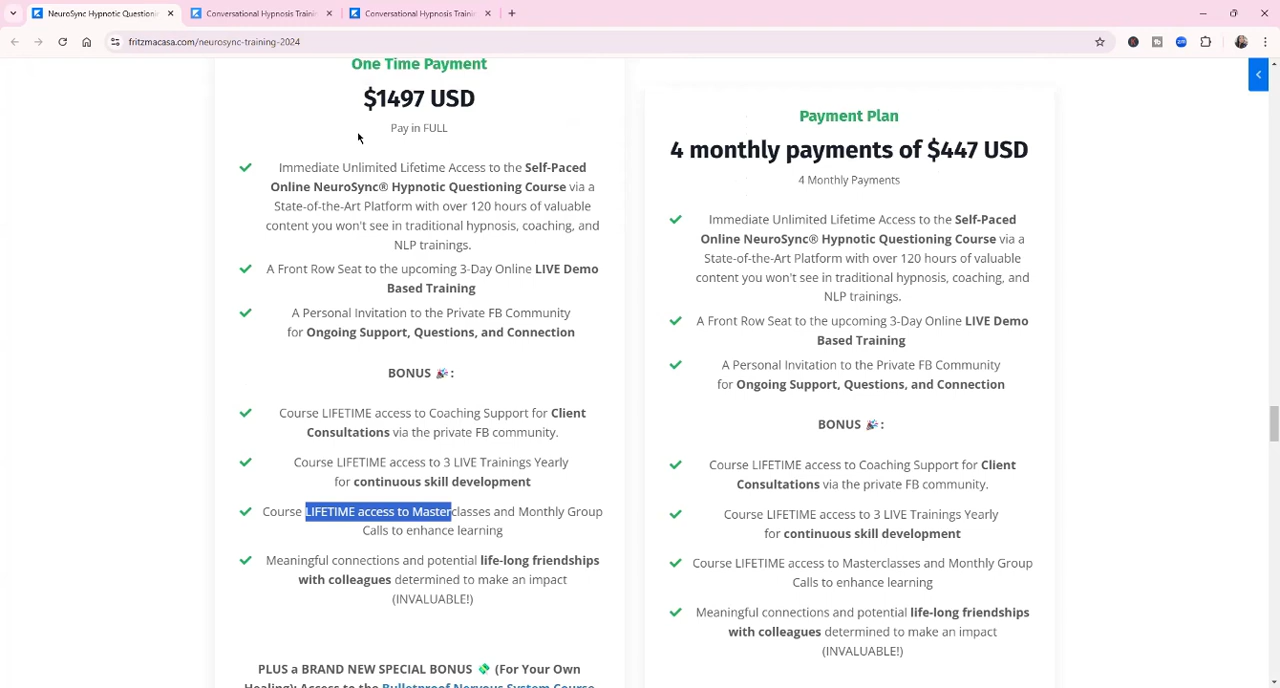 NeuroSync Hypnotic Questionin
Conversational Hypnosis Traini
Conversational Hypnosis Trainin
fritzmacasa.com/neurosync-training-2024
One Time Payment
$1497 USD
Pay in FULL
Immediate Unlimited Lifetime Access to the Self-Paced
Online NeuroSync® Hypnotic Questioning Course via a
State-of-the-Art Platform with over 120 hours of valuable
content you won't see in traditional hypnosis, coaching, and
NLP trainings.
A Front Row Seat to the upcoming 3-Day Online LIVE Demo
Based Training
A Personal Invitation to the Private FB Community
for Ongoing Support, Questions, and Connection
BONUS 🎉:
Course LIFETIME access to Coaching Support for Client
Consultations via the private FB community.
Course LIFETIME access to 3 LIVE Trainings Yearly
for continuous skill development
Course LIFETIME access to Masterclasses and Monthly Group
Calls to enhance learning
Meaningful connections and potential life-long friendships
with colleagues determined to make an impact
(INVALUABLE!)
PLUS a BRAND NEW SPECIAL BONUS 💸 (For Your Own
Healing): Access to the Bulletproof Nervous System Course
Payment Plan
4 monthly payments of $447 USD
4 Monthly Payments
Immediate Unlimited Lifetime Access to the Self-Paced
Online NeuroSync® Hypnotic Questioning Course via a
State-of-the-Art Platform with over 120 hours of valuable
content you won't see in traditional hypnosis, coaching, and
NLP trainings.
A Front Row Seat to the upcoming 3-Day Online LIVE Demo
Based Training
A Personal Invitation to the Private FB Community
for Ongoing Support, Questions, and Connection
BONUS 🎉:
Course LIFETIME access to Coaching Support for Client
Consultations via the private FB community.
Course LIFETIME access to 3 LIVE Trainings Yearly
for continuous skill development
Course LIFETIME access to Masterclasses and Monthly Group
Calls to enhance learning
Meaningful connections and potential life-long friendships
with colleagues determined to make an impact
(INVALUABLE!)